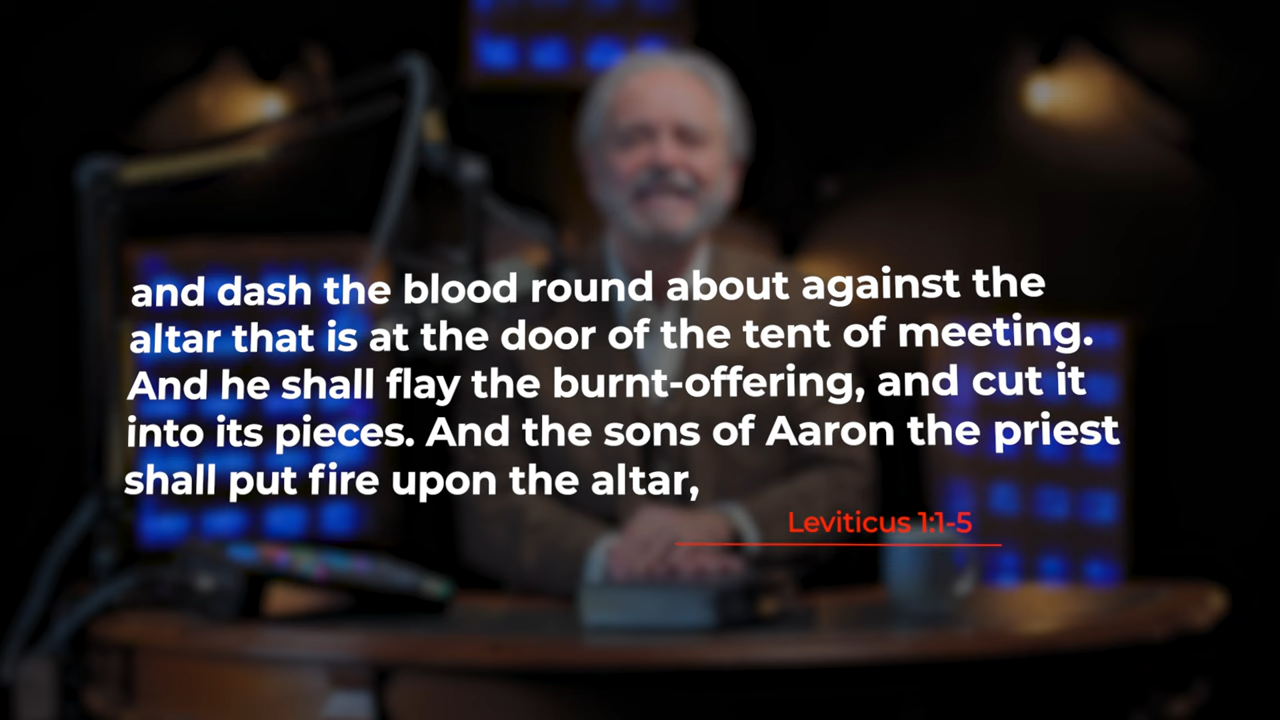 and dash the blood round about against the
altar that is at the door of the tent of meeting.
And he shall flay the burnt-offering, and cut it
into its pieces. And the sons of Aaron the priest
shall put fire upon the altar,
Leviticus 1:1-5